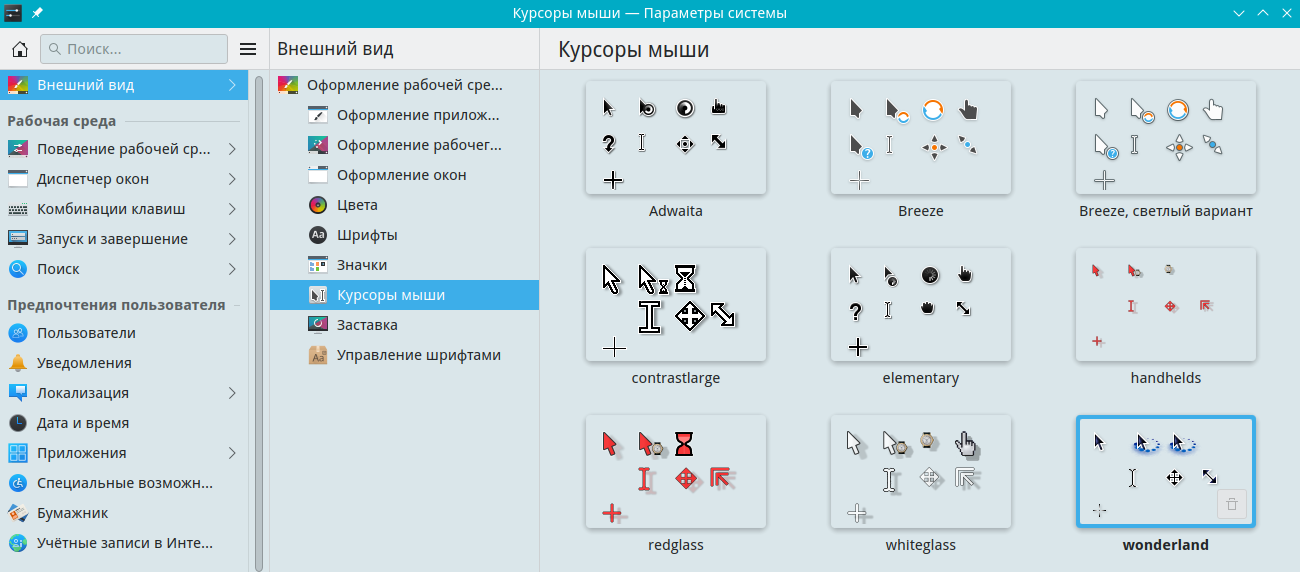 Курсоры мыши — Параметры системы
Поиск...
Внешний вид
Рабочая среда
Поведение рабочей ср...
Диспетчер окон
Комбинации клавиш
Запуск и завершение
Поиск
Предпочтения пользователя
Пользователи
Уведомления
Локализация
Дата и время
Приложения
Специальные возможн...
Бумажник
Учётные записи в Инте...
Внешний вид
Оформление рабочей сре...
Оформление прилож...
Оформление рабочег...
Оформление окон
Цвета
Aa Шрифты
Значки
Курсоры мыши
Заставка
Aa Управление шрифтами
Курсоры мыши
Adwaita
Breeze
Breeze, светлый вариант
contrastlarge
elementary
handhelds
redglass
whiteglass
wonderland